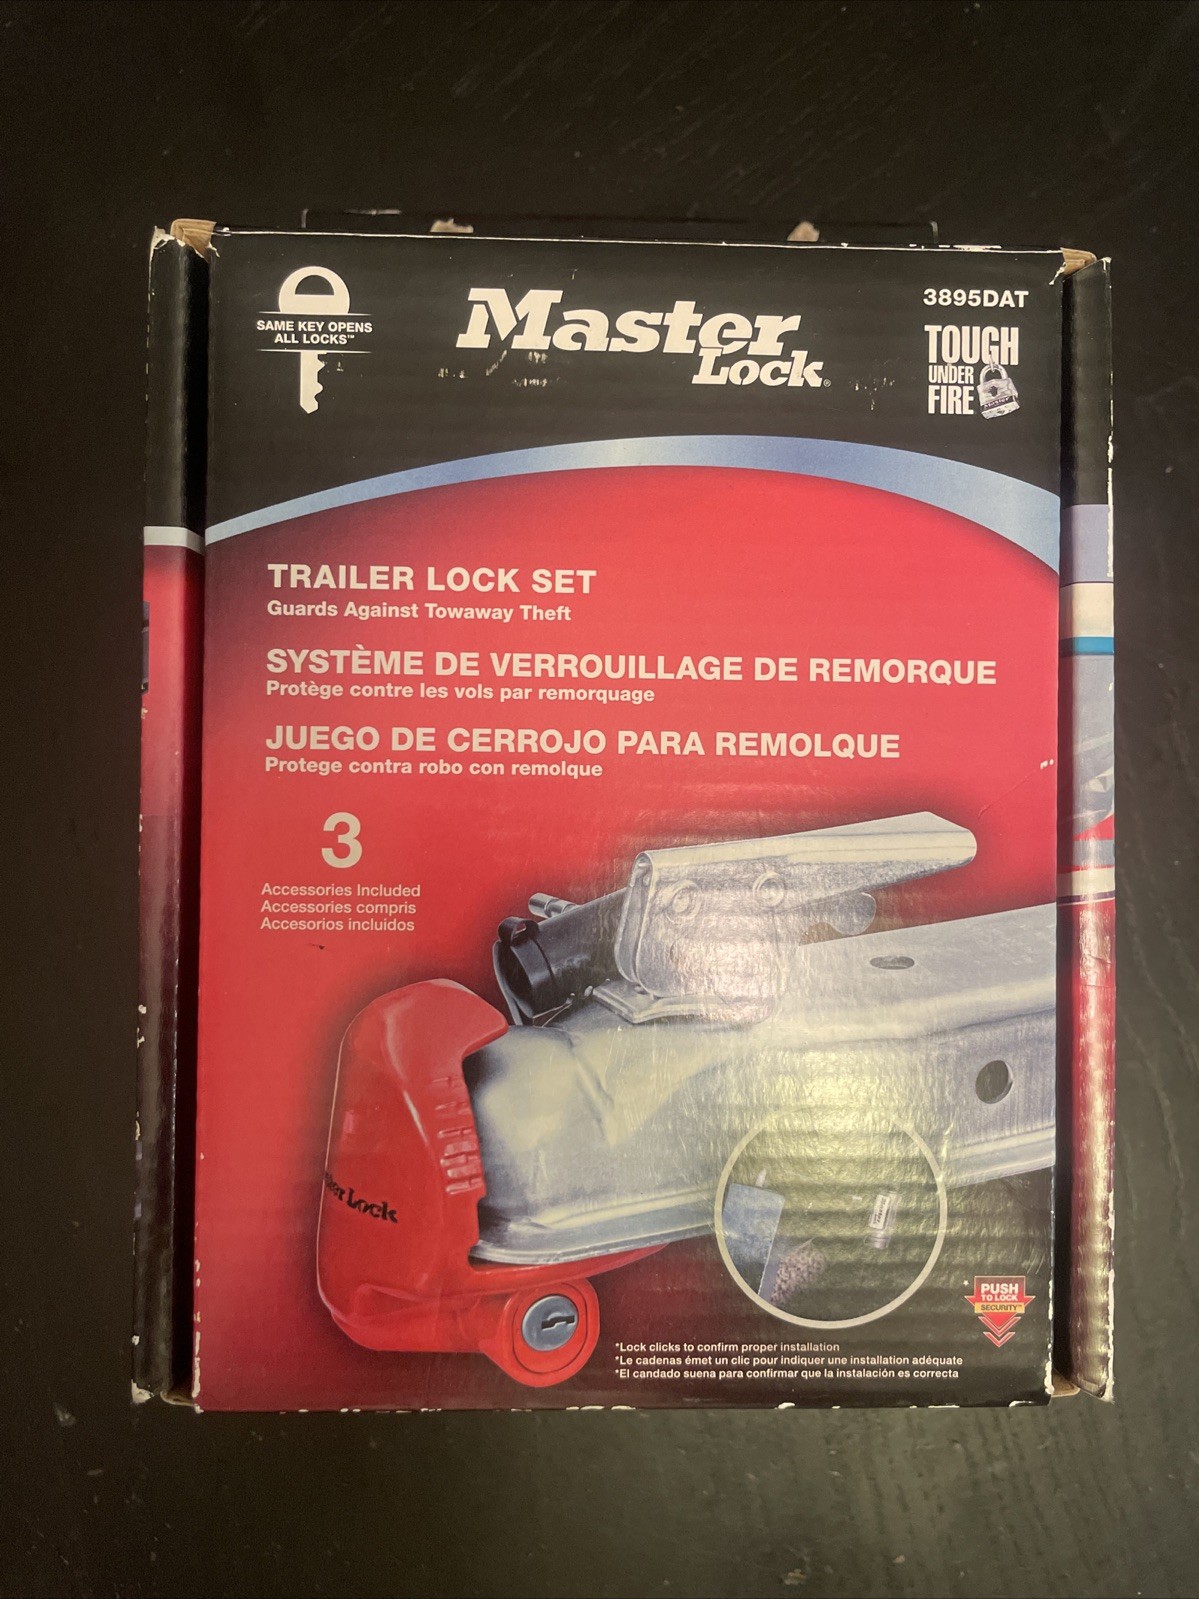 SAME KEY OPENS
ALL LOCKS™
Master
Lock®
3895DAT
TOUGH
UNDER
FIRE
TRAILER LOCK SET
Guards Against Towaway Theft
SYSTÈME DE VERROUILLAGE DE REMORQUE
Protège contre les vols par remorquage
JUEGO DE CERROJO PARA REMOLQUE
Protege contra robo con remolque
3
Accessories Included
Accessories compris
Accesorios incluidos
Lock
*PUSH
TO LOCK
SECURITY™
*Lock clicks to confirm proper installation
*Le cadenas émet un clic pour indiquer une installation adéquate
*El candado suena para confirmar que la instalación es correcta